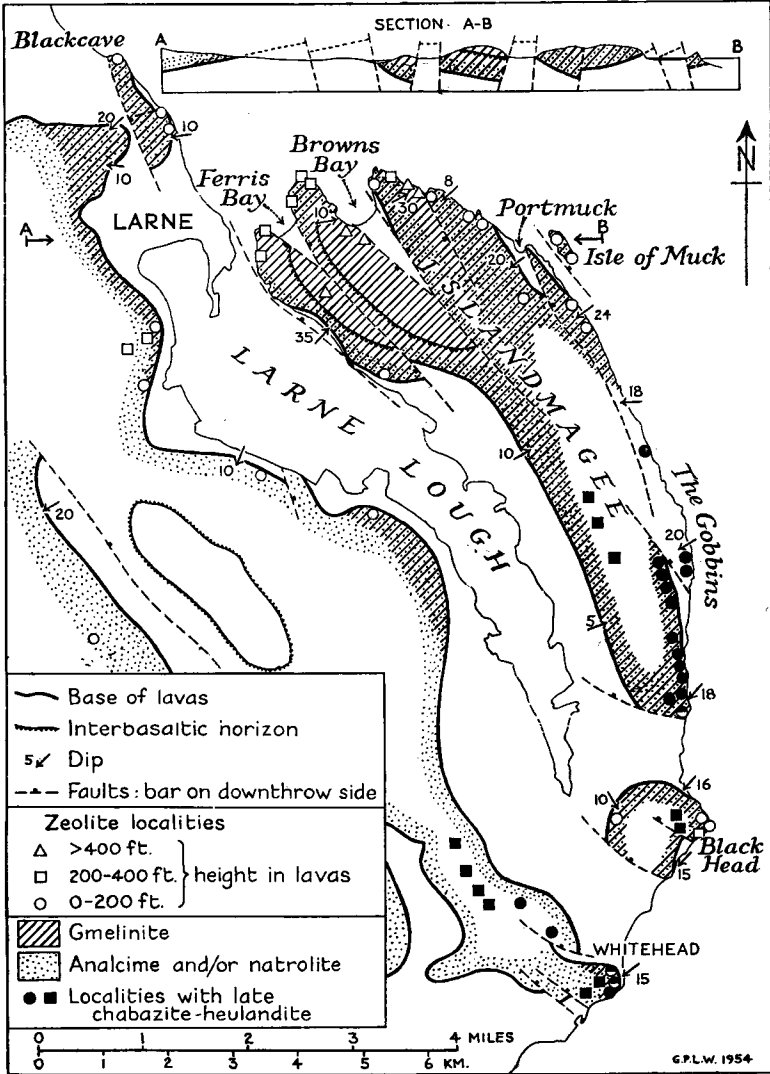 SECTION A-B
A
B
Blackcave
20
10
10
Ferris Bay
Browns Bay
10
30
8
Portmuck
20
N
A
LARNE
B
Isle of Muck
24
35
18
LARNE LOUGH
ISLANDMAGEE
10
10
20
The Gobbins
20
5
18
16
10
Black Head
15
WHITEHEAD
15
Base of lavas
Interbasaltic horizon
5 Dip
Faults: bar on downthrow side
Zeolite localities
>400 ft.
200-400 ft.
0-200 ft.
height in lavas
Gmelinite
Analcime and/or natrolite
Localities with late chabazite-heulandite
0 1 2 3 4 MILES
0 1 2 3 4 5 6 KM.
G.P.L.W. 1954